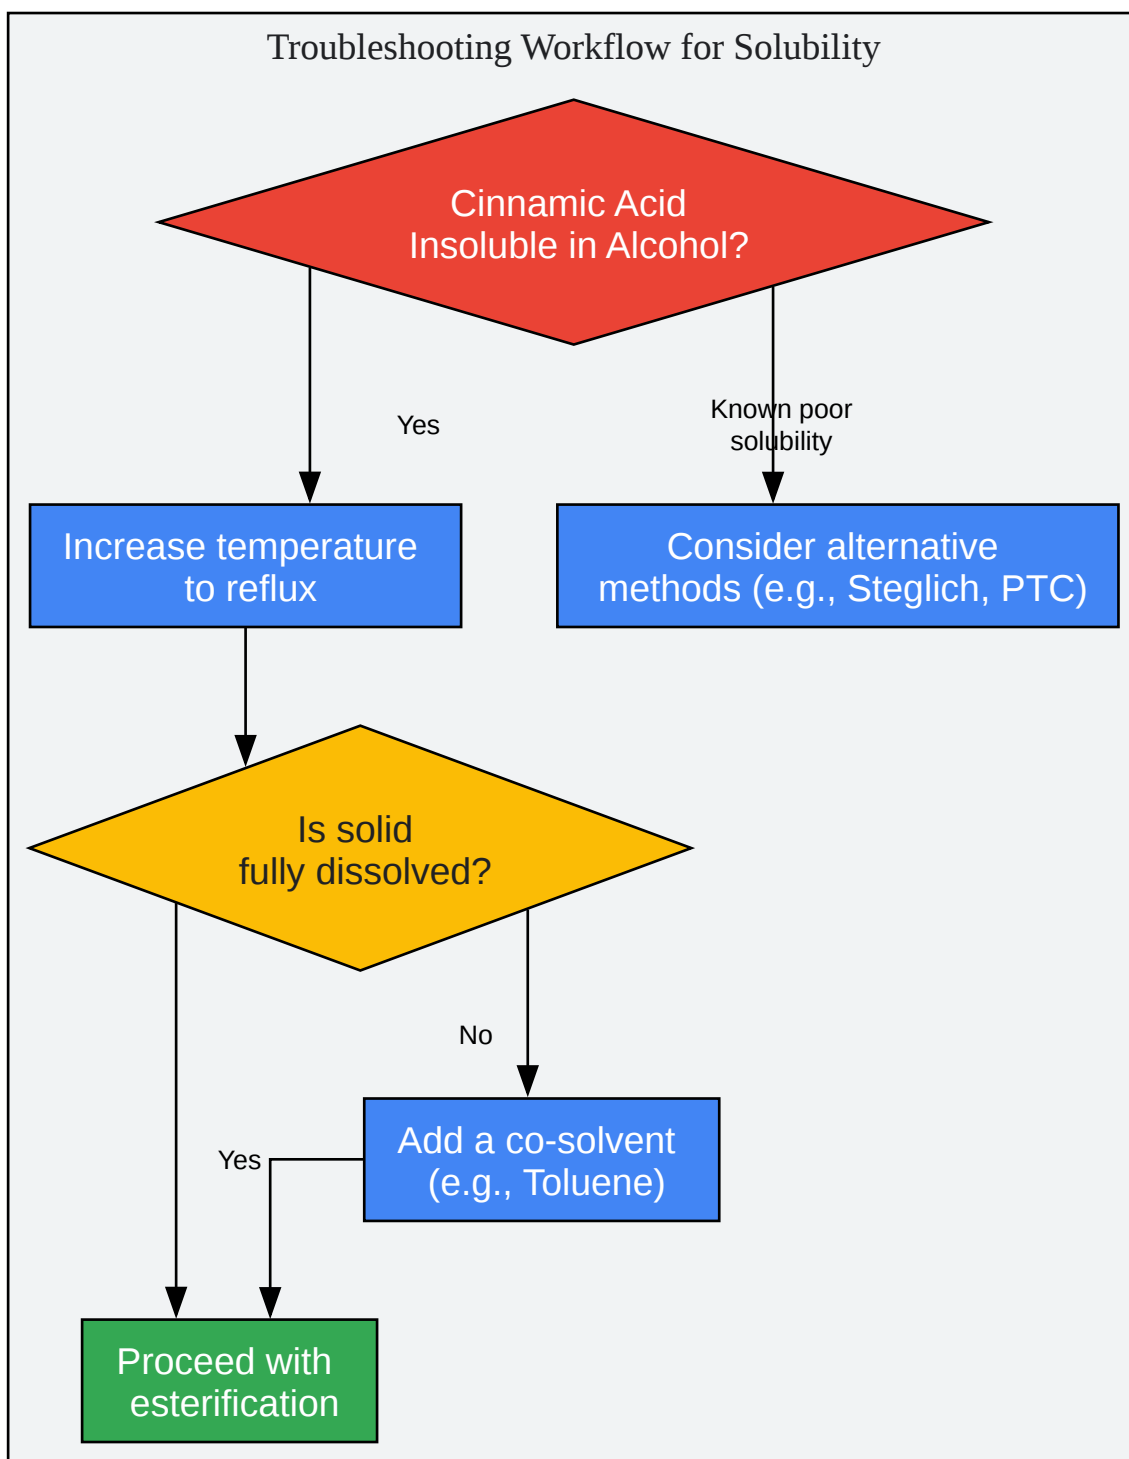 Troubleshooting Workflow for Solubility
Cinnamic Acid
Insoluble in Alcohol?
Yes
Known poor
solubility
Increase temperature
to reflux
Consider alternative
methods (e.g., Steglich, PTC)
Is solid
fully dissolved?
No
Add a co-solvent
(e.g., Toluene)
Yes
Proceed with
esterification